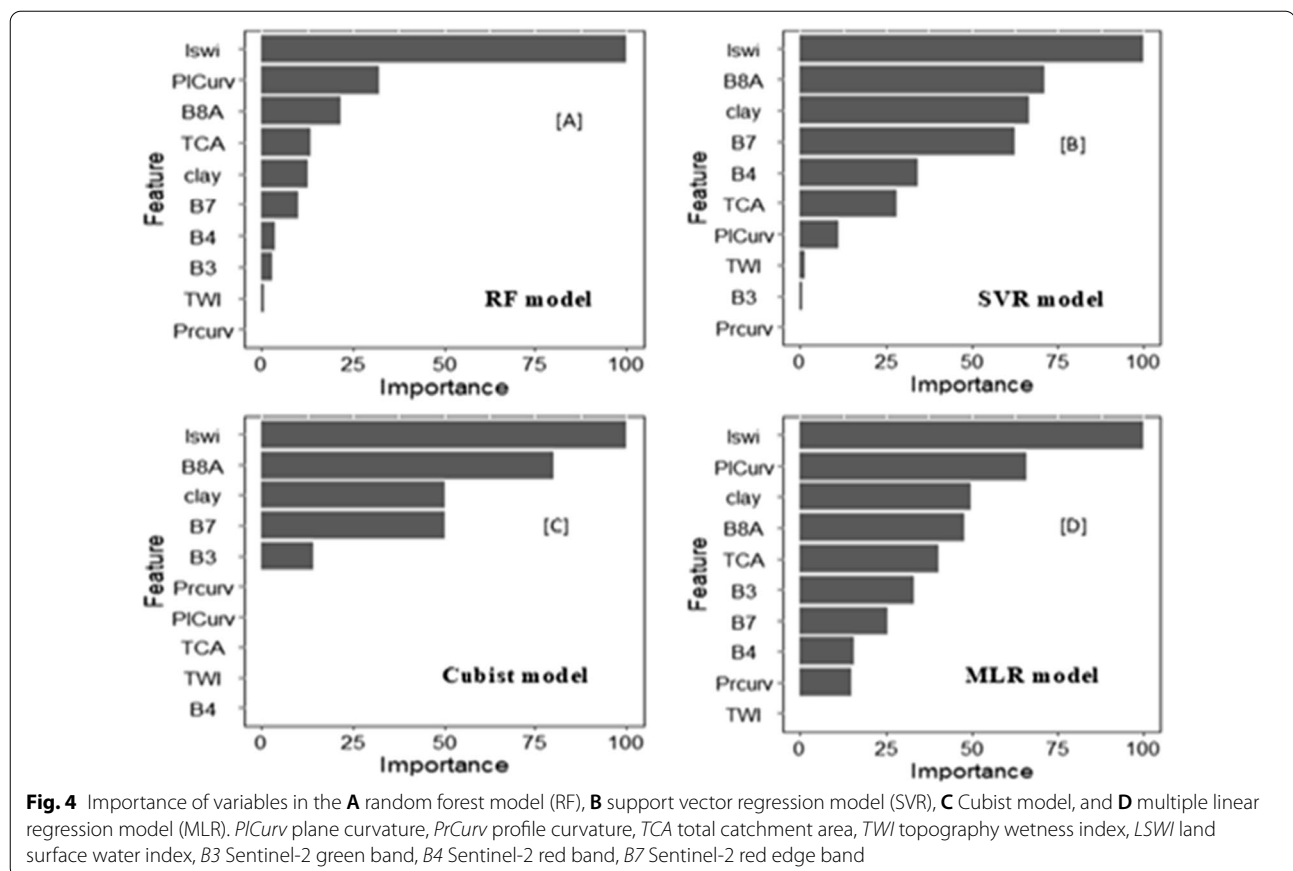 lswi
PlCurv
B8A
TCA
clay
B7
B4
B3
TWI
Prcurv
Feature
[A]
RF model
0 25 50 75 100
Importance
lswi
B8A
clay
B7
B4
TCA
PlCurv
TWI
B3
Prcurv
Feature
[B]
SVR model
0 25 50 75 100
Importance
lswi
B8A
clay
B7
B3
Prcurv
PlCurv
TCA
TWI
B4
Feature
[C]
Cubist model
0 25 50 75 100
Importance
lswi
PlCurv
clay
B8A
TCA
B3
B7
B4
Prcurv
TWI
Feature
[D]
MLR model
0 25 50 75 100
Importance
Fig. 4 Importance of variables in the A random forest model (RF), B support vector regression model (SVR), C Cubist model, and D multiple linear
regression model (MLR). PlCurv plane curvature, PrCurv profile curvature, TCA total catchment area, TWI topography wetness index, LSWI land
surface water index, B3 Sentinel-2 green band, B4 Sentinel-2 red band, B7 Sentinel-2 red edge band